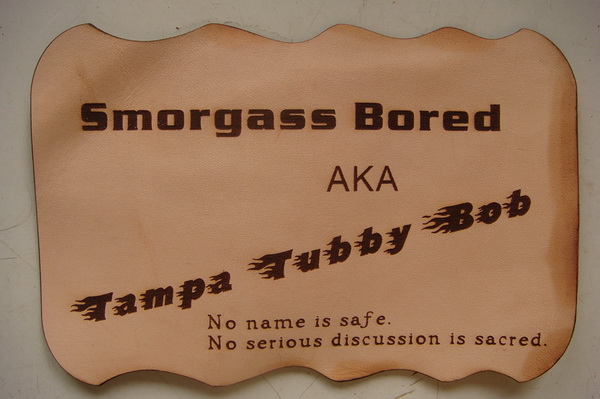 Smorgass Bored
AKA
Tampa Tubby Bob
No name is safe.
No serious discussion is sacred.